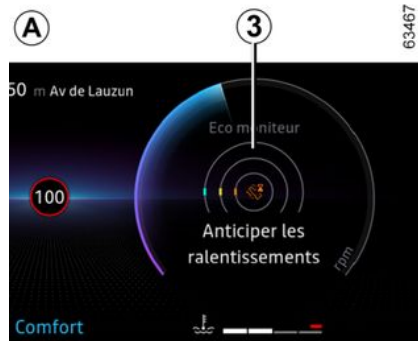 A
3
63467
50 m Av de Lauzun
Eco moniteur
100
Anticiper les
ralentissements
rpm
Comfort